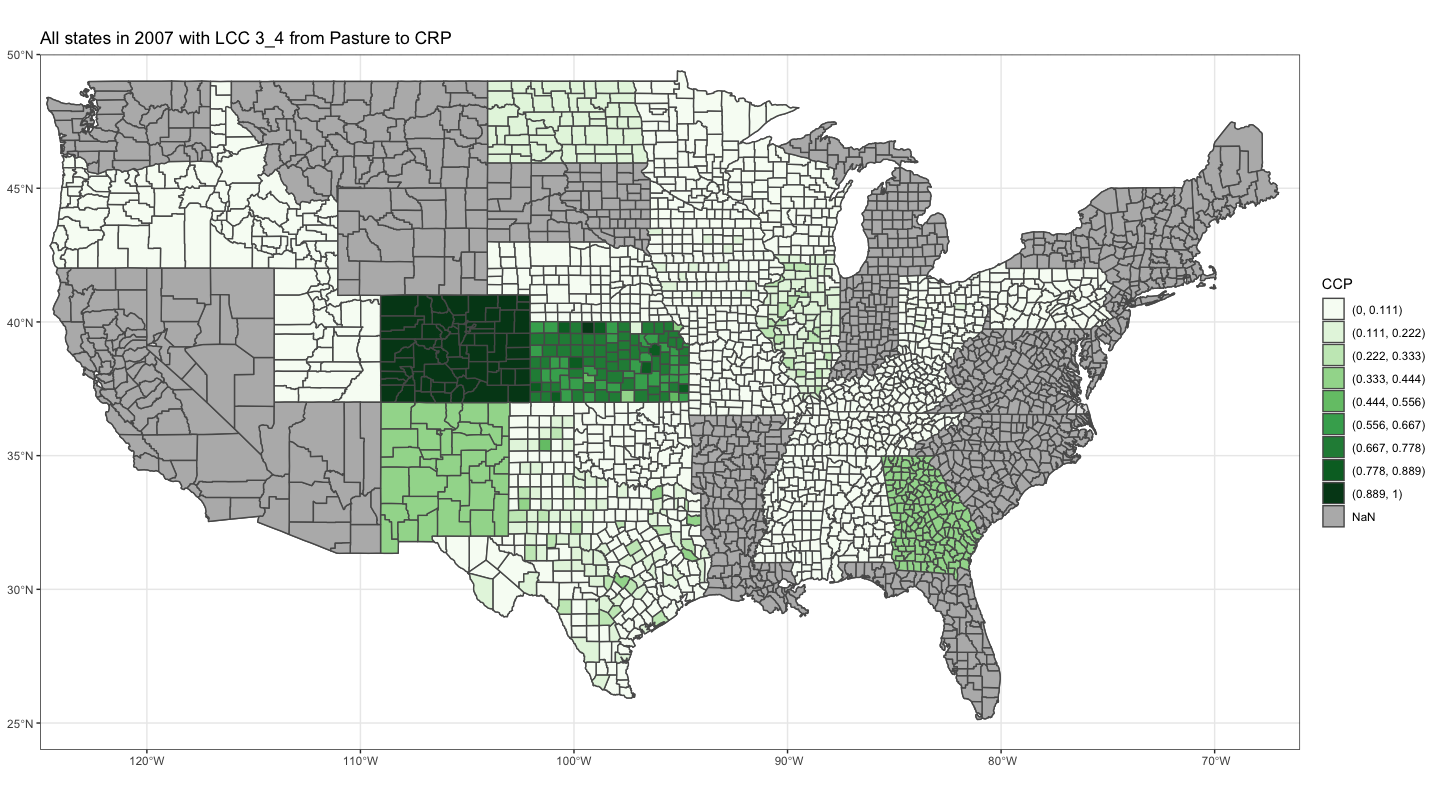 All states in 2007 with LCC 3_4 from Pasture to CRP
50°N
45°N
40°N
35°N
30°N
25°N
120°W
110°W
100°W
90°W
80°W
70°W
CCP
(0, 0.111)
(0.111, 0.222)
(0.222, 0.333)
(0.333, 0.444)
(0.444, 0.556)
(0.556, 0.667)
(0.667, 0.778)
(0.778, 0.889)
(0.889, 1)
NaN